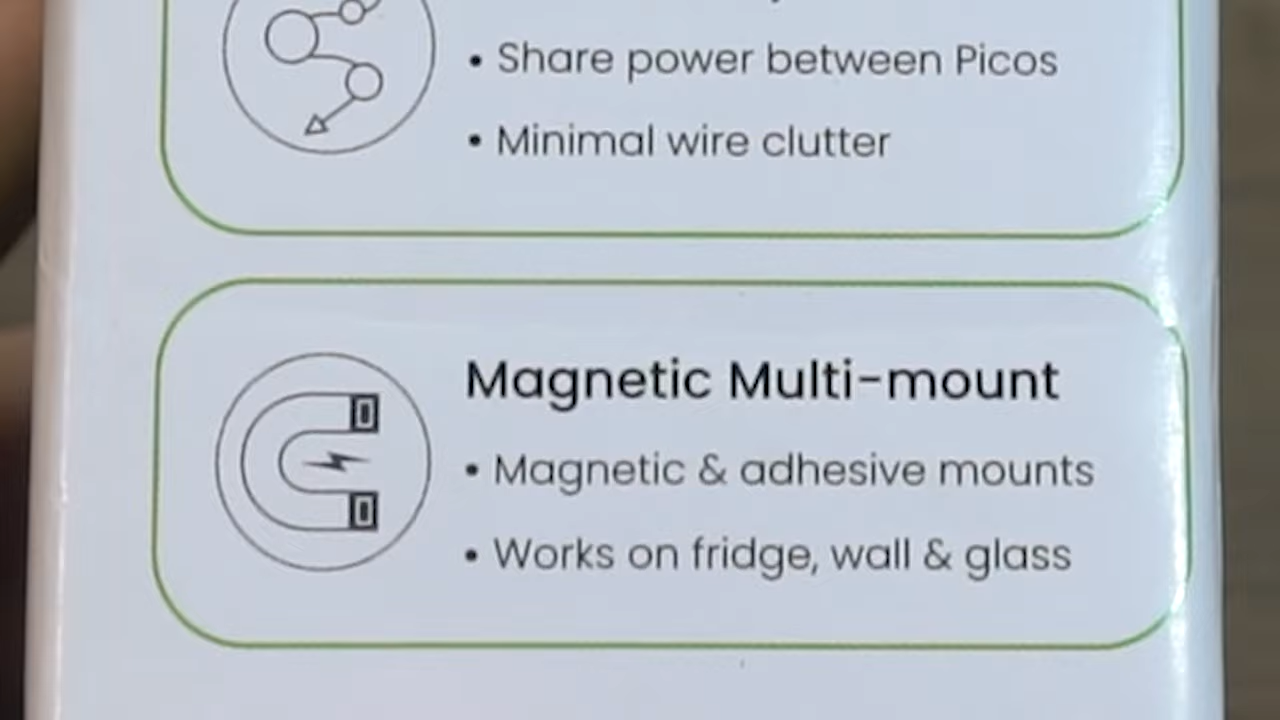 • Share power between Picos
• Minimal wire clutter
Magnetic Multi-mount
• Magnetic & adhesive mounts
• Works on fridge, wall & glass